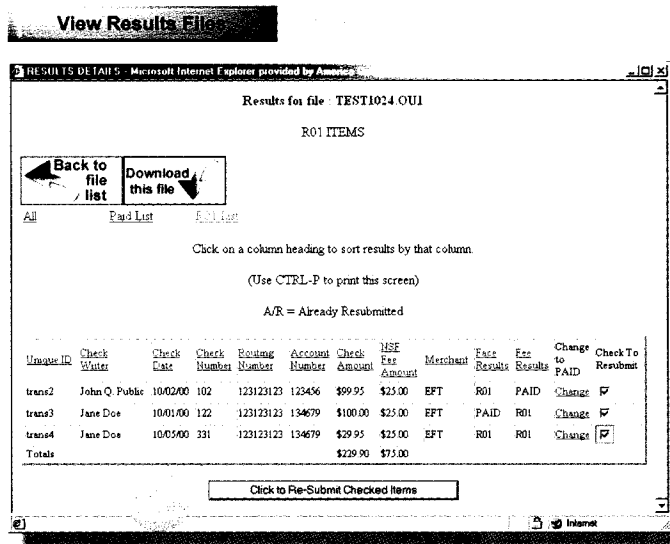 View Results Files
RESULTS DETAILS - Microsoft Internet Explorer provided by America
Results for file : TEST1024.OU1
R01 ITEMS
Back to file list
Download this file
All Paid List R01 List
Click on a column heading to sort results by that column.
(Use CTRL-P to print this screen)
A/R = Already Resubmitted
Unique ID Check Writer Check Date Check Number Routing Number Account Number Check Amount NSF Fee Amount Merchant Face Results Fee Results Change to PAID Check To Resubmit
trans2 John Q. Public 10/02/00 102 123123123 123456 $99.95 $25.00 EFT R01 PAID Change
trans3 Jane Doe 10/01/00 122 123123123 134679 $100.00 $25.00 EFT PAID R01 Change
trans4 Jane Doe 10/05/00 331 123123123 134679 $29.95 $25.00 EFT R01 R01 Change
Totals $229.90 $75.00
Click to Re-Submit Checked Items
Internet